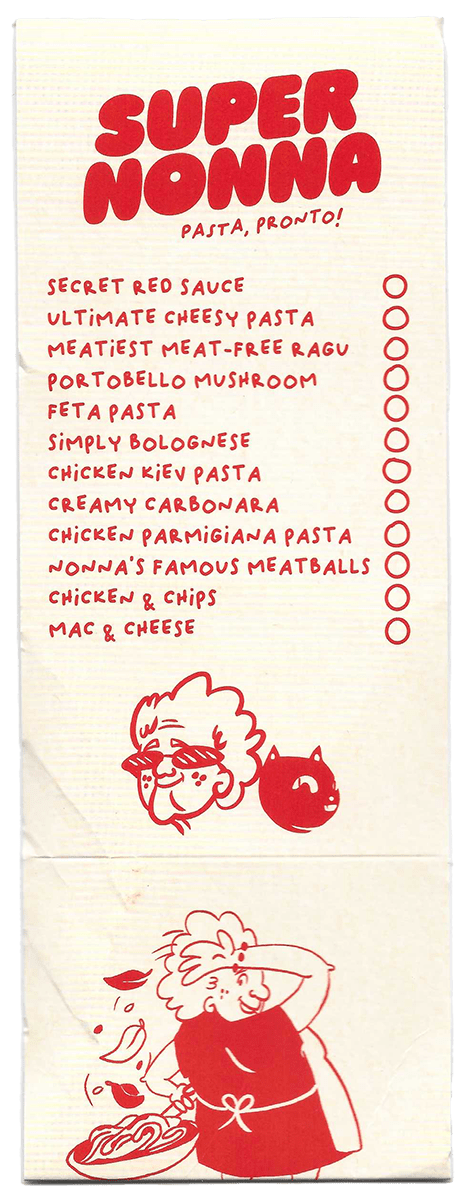 SUPER
NONNA
PASTA, PRONTO!
SECRET RED SAUCE
ULTiMATE CHEESY PASTA
MEATiEST MEAT-FREE RAGU
PORTOBELLO MUSHROOM
FETA PASTA
SiMPLY BOLOGNESE
CHiCKEN KiEV PASTA
CREAMY CARBONARA
CHiCKEN PARMiGiANA PASTA
NONNA'S FAMOUS MEATBALLS
CHiCKEN & CHiPS
MAC & CHEESE